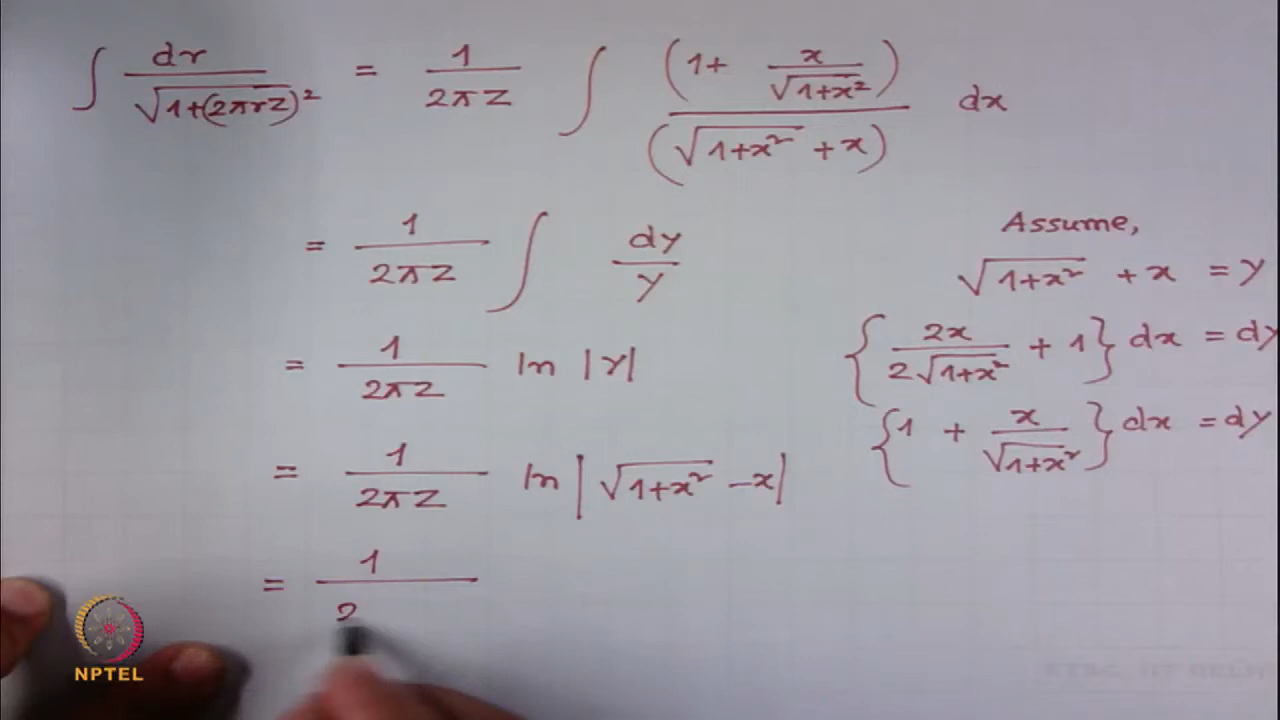 ∫ dr / √1+(2πrZ)² = 1 / 2πZ ∫ (1+ x / √1+x²) / (√1+x² + x) dx
= 1 / 2πZ ∫ dy / y
Assume,
√1+x² + x = y
{ 2x / 2√1+x² + 1 } dx = dy
= 1 / 2πZ ln |y|
{ 1 + x / √1+x² } dx = dy
= 1 / 2πZ ln | √1+x² - x |
= 1 / 2
NPTEL